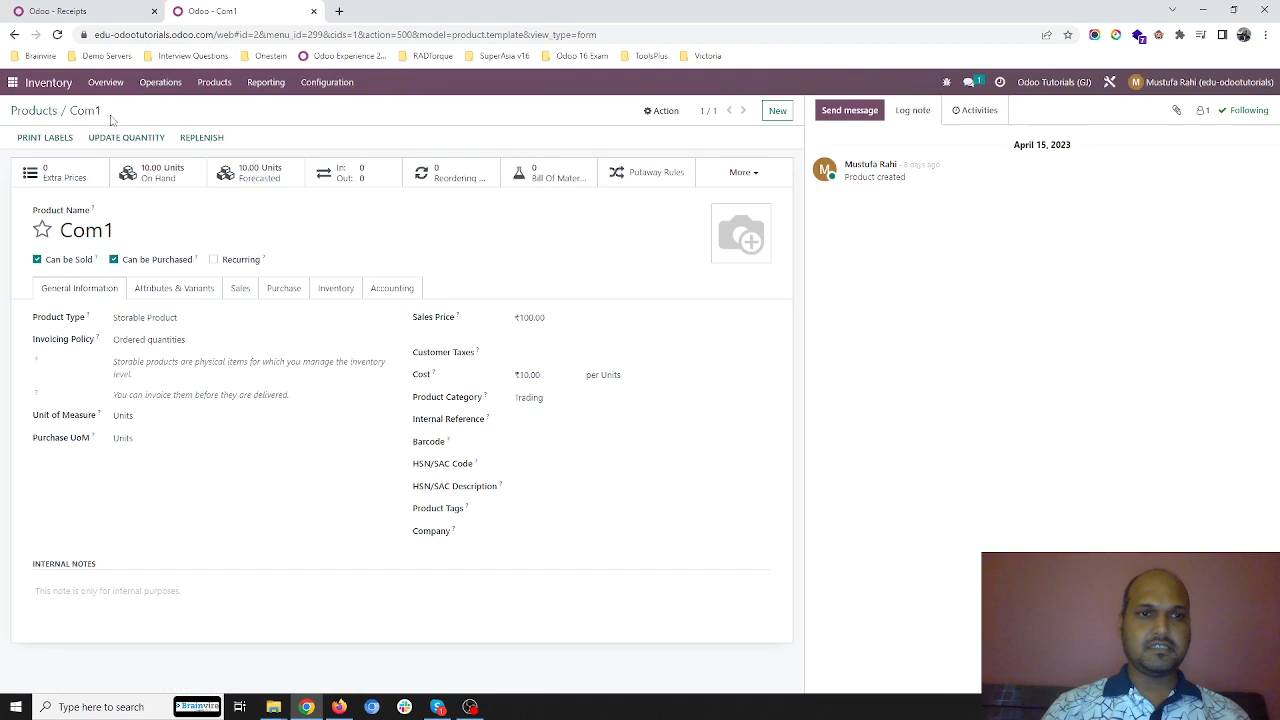 Odoo - Receipts
Odoo - Com1
edu-odootutorials.odoo.com/web#id=2&menu_id=299&cids=1&action=500&model=product.template&view_type=form
7
Brainvire
Demo Servers
Interview Questions
Onestein
Odoo Experience 2...
RADTorque
SuperAsia v16
Odoo 16 Exam
ToolsPlus
Victoria
Inventory
Overview
Operations
Products
Reporting
Configuration
1
Odoo Tutorials (GJ)
M
Mustufa Rahi (edu-odootutorials)
Products / Com1
Action
1 / 1
New
Send message
Log note
Activities
1
Following
PRINT LABELS
UPDATE QUANTITY
REPLENISH
April 15, 2023
0
Extra Prices
10.00 Units
On Hand
10.00 Units
Forecasted
In: 0
Out: 0
0
Reordering ...
0
Bill Of Mater...
Putaway Rules
More
M
Mustufa Rahi - 8 days ago
Product created
Product Name ?
Com1
Can be Sold ?
Can be Purchased ?
Recurring ?
General Information
Attributes & Variants
Sales
Purchase
Inventory
Accounting
Product Type ? Storable Product
Invoicing Policy ? Ordered quantities
? Storable products are physical items for which you manage the inventory
level.
? You can invoice them before they are delivered.
Unit of Measure ? Units
Purchase UoM ? Units
Sales Price ? ₹100.00
Customer Taxes ?
Cost ? ₹10.00 per Units
Product Category ? Trading
Internal Reference ?
Barcode ?
HSN/SAC Code ?
HSN/SAC Description ?
Product Tags ?
Company ?
INTERNAL NOTES
This note is only for internal purposes.
Type here to search
> Brainvire